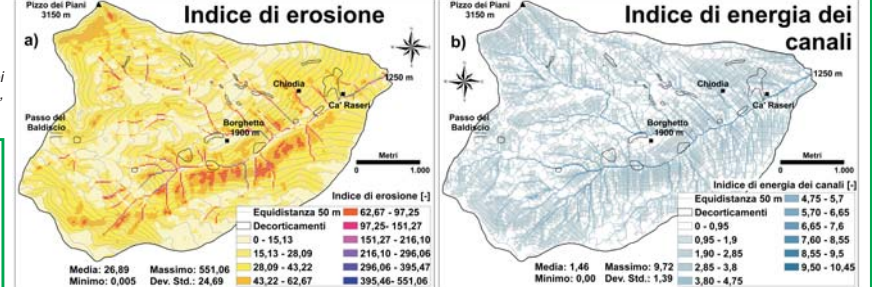 Pizzo dei Piani
3150 m
Indice di erosione
a)
1250 m
Chiodia
Ca' Raseri
Passo del
Baldiscio
Borghetto
1900 m
Metri
0 1.000
Indice di erosione [-]
Equidistanza 50 m
Decorticamenti
0 - 15,13
15,13 - 28,09
28,09 - 43,22
43,22 - 62,67
62,67 - 97,25
97,25- 151,27
151,27 - 216,10
216,10 - 296,06
296,06 - 395,47
395,46- 551,06
Media: 26,89 Massimo: 551,06
Minimo: 0,005 Dev. Std.: 24,69
Pizzo dei Piani
3150 m
Indice di energia dei
canali
b)
1250 m
Chiodia
Ca' Raseri
Passo del
Baldiscio
Borghetto
1900 m
Metri
0 1.000
Inidice di energia dei canali [-]
Equidistanza 50 m
Decorticamenti
0 - 0,95
0,95 - 1,9
1,90 - 2,85
2,85 - 3,8
3,80 - 4,75
4,75 - 5,7
5,70 - 6,65
6,65 - 7,6
7,60 - 8,55
8,55 - 9,5
9,50 - 10,45
Media: 1,46 Massimo: 9,72
Minimo: 0,00 Dev. Std.: 1,39